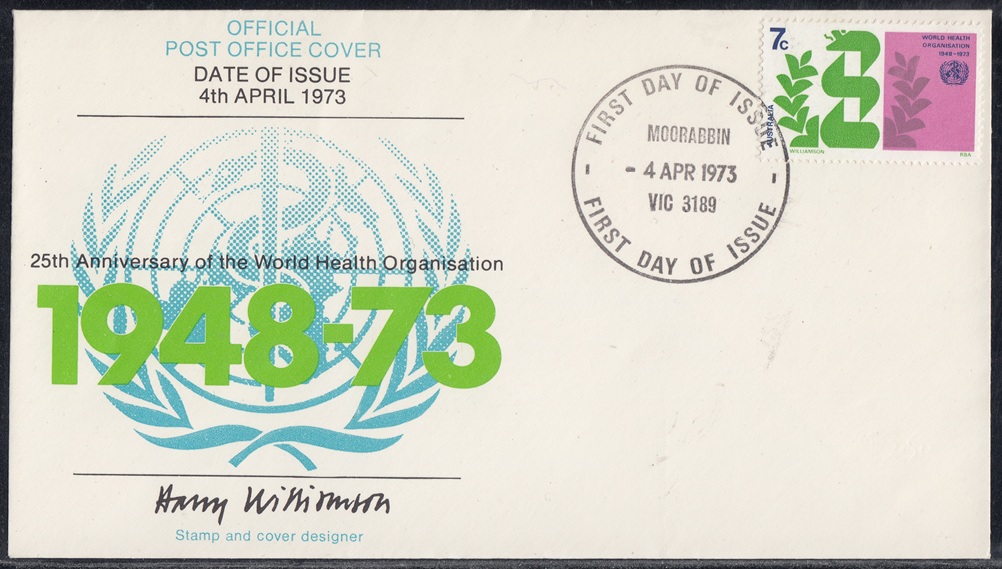 OFFICIAL
POST OFFICE COVER
DATE OF ISSUE
4th APRIL 1973
25th Anniversary of the World Health Organisation
1948-73
Harry Williamson
Stamp and cover designer
FIRST DAY OF ISSUE
MOORABBIN
- 4 APR 1973 -
VIC 3189
FIRST DAY OF ISSUE
7c
AUSTRALIA
WORLD HEALTH
ORGANISATION
1948-1973
WILLIAMSON
RBA